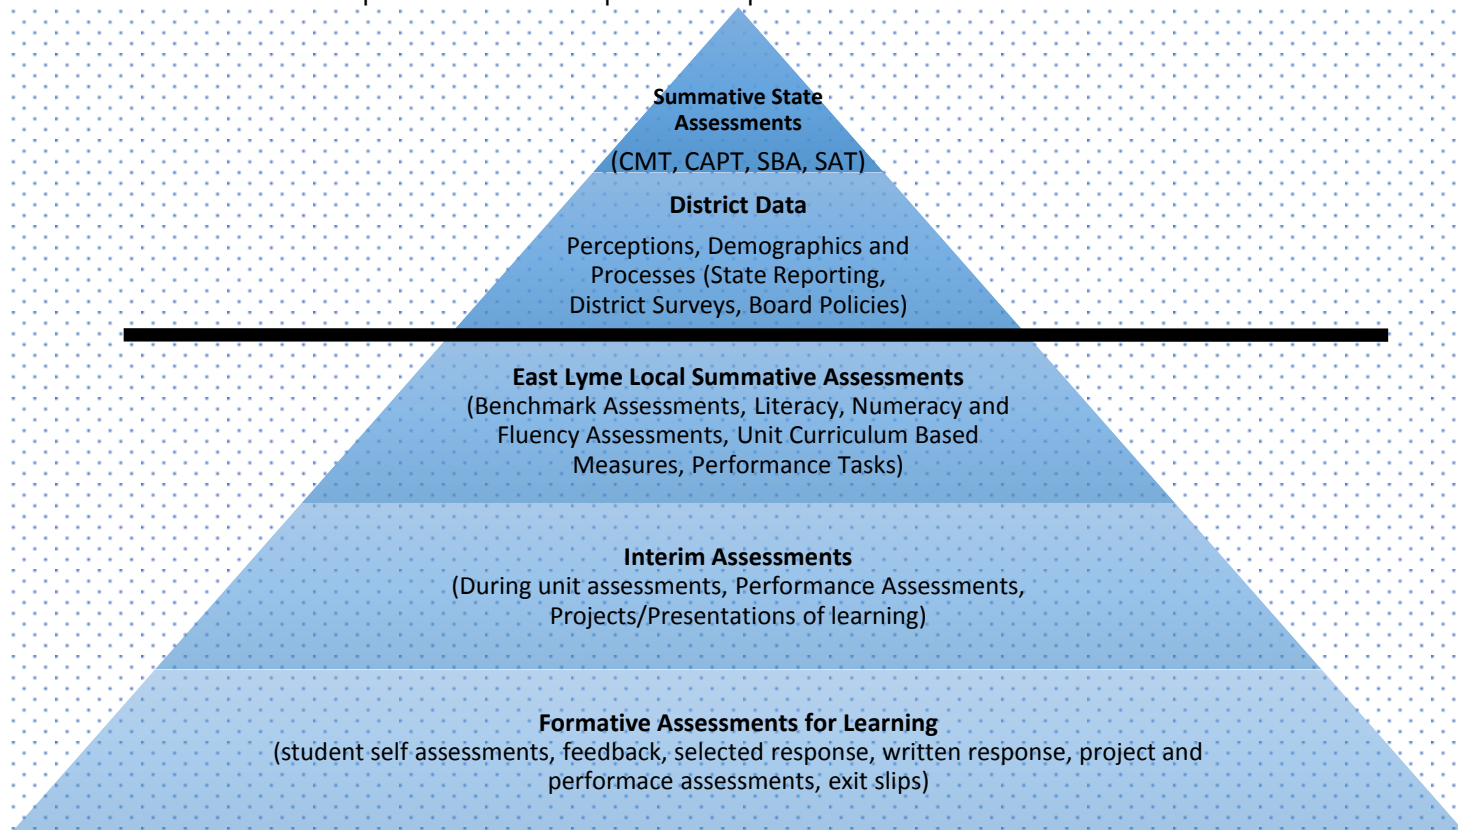 Summative State
Assessments
(CMT, CAPT, SBA, SAT)
District Data
Perceptions, Demographics and
Processes (State Reporting,
District Surveys, Board Policies)
East Lyme Local Summative Assessments
(Benchmark Assessments, Literacy, Numeracy and
Fluency Assessments, Unit Curriculum Based
Measures, Performance Tasks)
Interim Assessments
(During unit assessments, Performance Assessments,
Projects/Presentations of learning)
Formative Assessments for Learning
(student self assessments, feedback, selected response, written response, project and
performace assessments, exit slips)